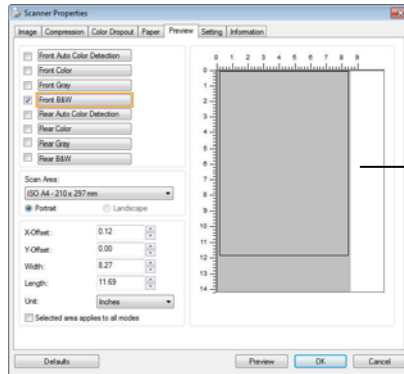 Scanner Properties
Image Compression Color Dropout Paper Preview Setting Information
Front Auto Color Detection
Front Color
Front Gray
Front B&W
Rear Auto Color Detection
Rear Color
Rear Gray
Rear B&W
Scan Area:
ISO A4 - 210 x 297 mm
Portrait Landscape
X-Offset: 0.12
Y-Offset: 0.00
Width: 8.27
Length: 11.69
Unit: Inches
Selected area applies to all modes
0 1 2 3 4 5 6 7 8 9
0
1
2
3
4
5
6
7
8
9
10
11
12
13
14
Defaults Preview OK Cancel